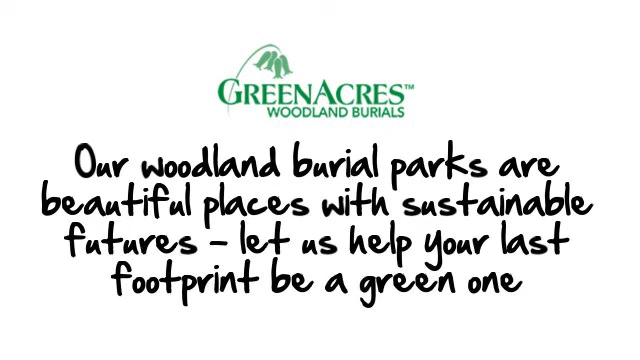 GREENACRES™
WOODLAND BURIALS
Our woodland burial parks are
beautiful places with sustainable
futures - let us help your last
footprint be a green one